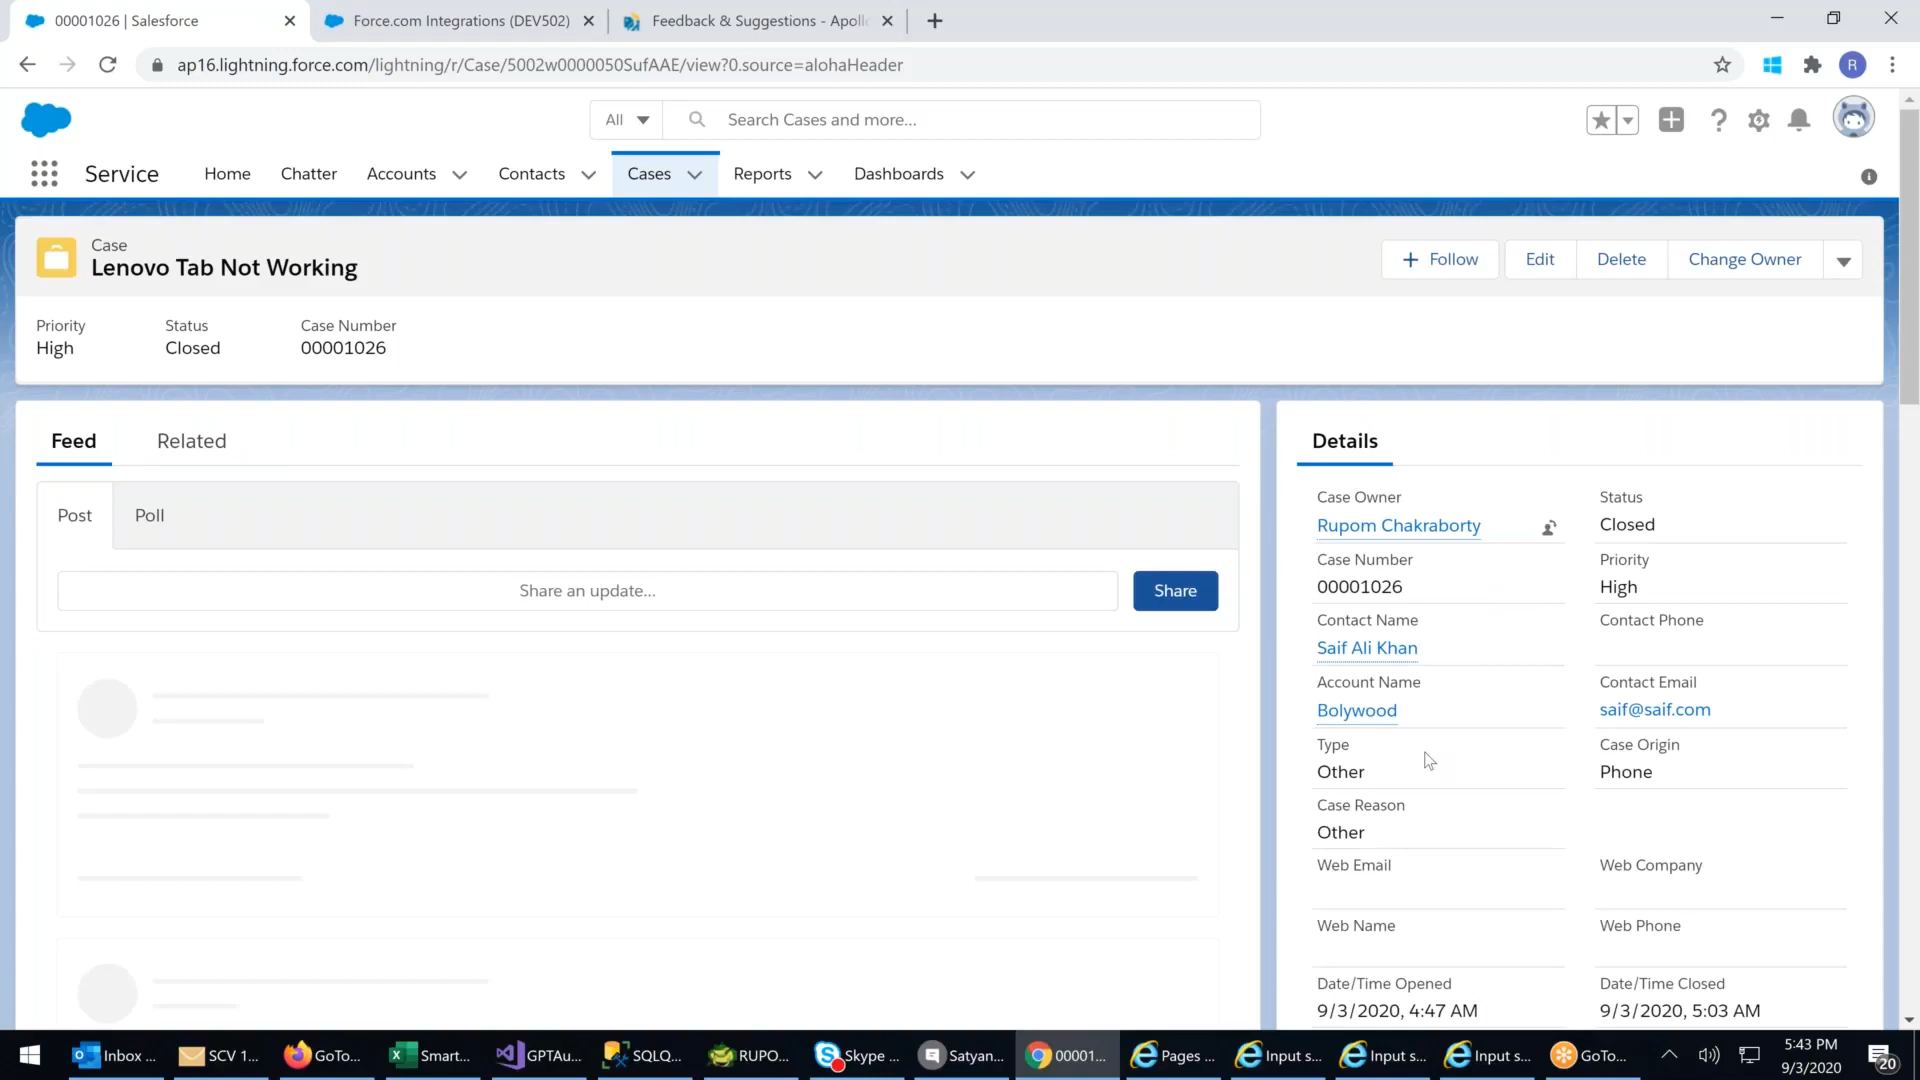 00001026 | Salesforce
Force.com Integrations (DEV502)
Feedback & Suggestions - Apoll
ap16.lightning.force.com/lightning/r/Case/5002w0000050SufAAE/view?0.source=alohaHeader
R
All
Search Cases and more...
Service
Home
Chatter
Accounts
Contacts
Cases
Reports
Dashboards
Case
Lenovo Tab Not Working
Follow
Edit
Delete
Change Owner
Priority
High
Status
Closed
Case Number
00001026
Feed
Related
Post
Poll
Share an update...
Share
Details
Case Owner
Rupom Chakraborty
Status
Closed
Case Number
00001026
Priority
High
Contact Name
Saif Ali Khan
Contact Phone
Account Name
Bolywood
Contact Email
saif@saif.com
Type
Other
Case Origin
Phone
Case Reason
Other
Web Email
Web Company
Web Name
Web Phone
Date/Time Opened
9/3/2020, 4:47 AM
Date/Time Closed
9/3/2020, 5:03 AM
Inbox ...
SCV 1...
GoTo...
Smart...
GPTAu...
SQLQ...
RUPO...
Skype ...
Satyan...
00001...
Pages ...
Input s...
Input s...
Input s...
GoTo...
5:43 PM
9/3/2020
20